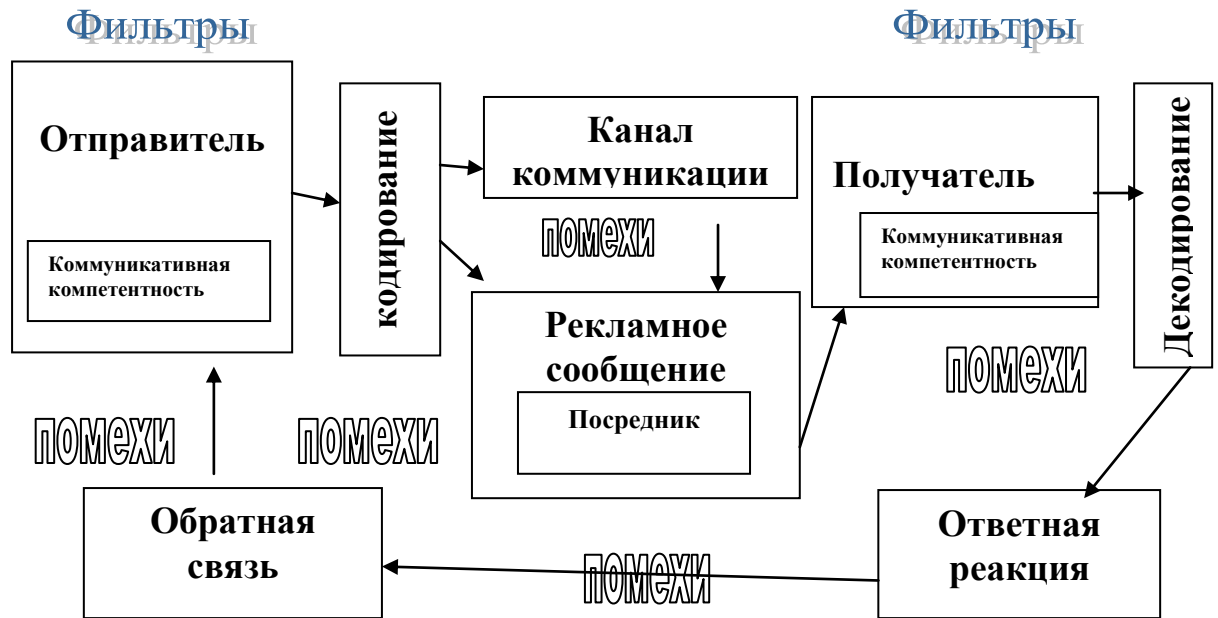 Фильтры
Фильтры
Отправитель
Коммуникативная
компетентность
кодирование
Канал
коммуникации
помехи
Рекламное
сообщение
Посредник
Получатель
Коммуникативная
компетентность
Декодирование
помехи
помехи
помехи
Обратная
связь
помехи
Ответная
реакция